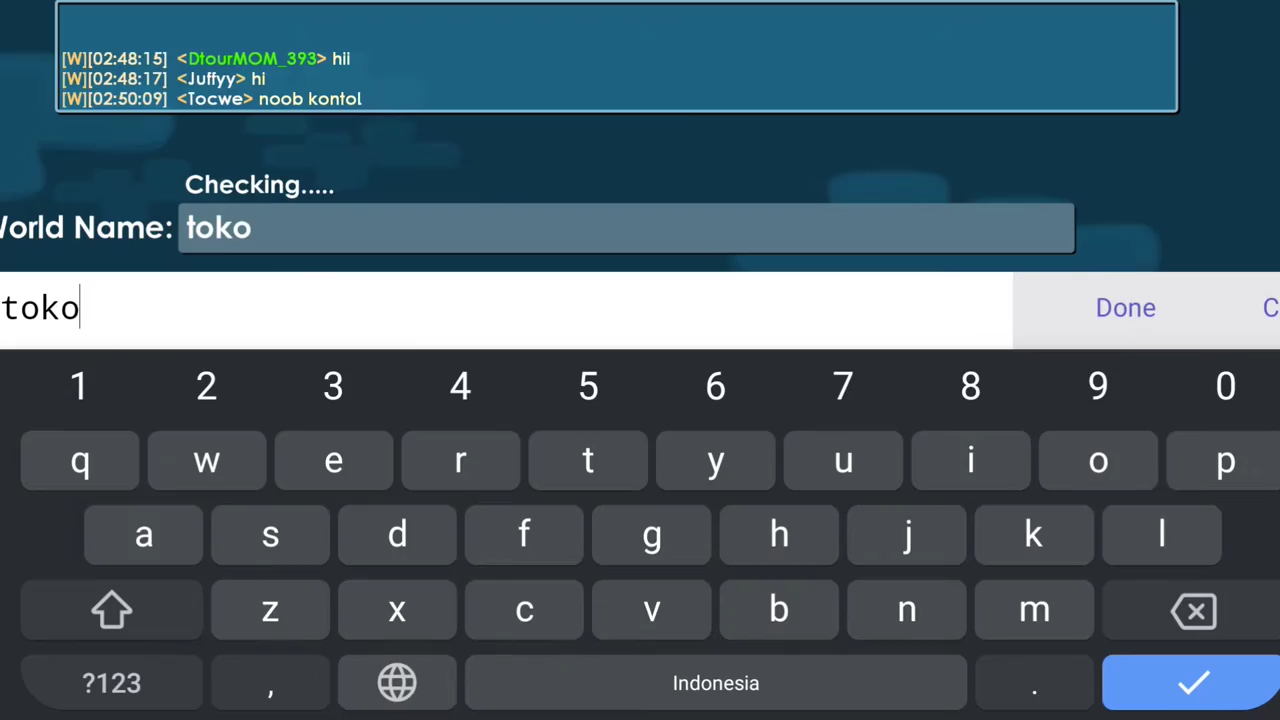 [W][02:48:15] <DtourMOM_393> hii
[W][02:48:17] <Juffyy> hi
[W][02:50:09] <Tocwe> noob kontol
Checking.....
World Name: toko
toko Done C
1 2 3 4 5 6 7 8 9 0
q w e r t y u i o p
a s d f g h j k l
z x c v b n m
?123 , Indonesia .